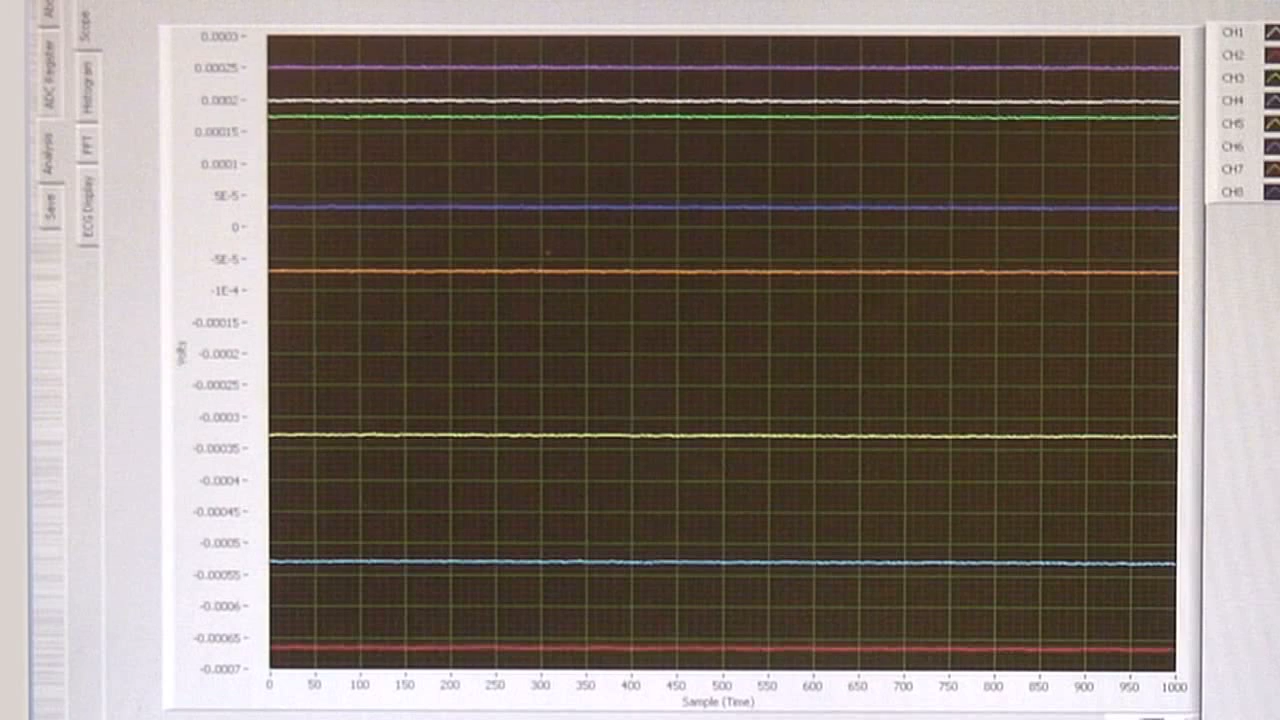 Abo
ADC Register
Analysis
Save
Scope
Histogram
FFT
ECG Display
0.0003
0.00025
0.0002
0.00015
0.0001
5E-5
0
-5E-5
-1E-4
-0.00015
-0.0002
-0.00025
-0.0003
-0.00035
-0.0004
-0.00045
-0.0005
-0.00055
-0.0006
-0.00065
-0.0007
Volts
0 50 100 150 200 250 300 350 400 450 500 550 600 650 700 750 800 850 900 950 1000
Sample (Time)
CH1
CH2
CH3
CH4
CH5
CH6
CH7
CH8